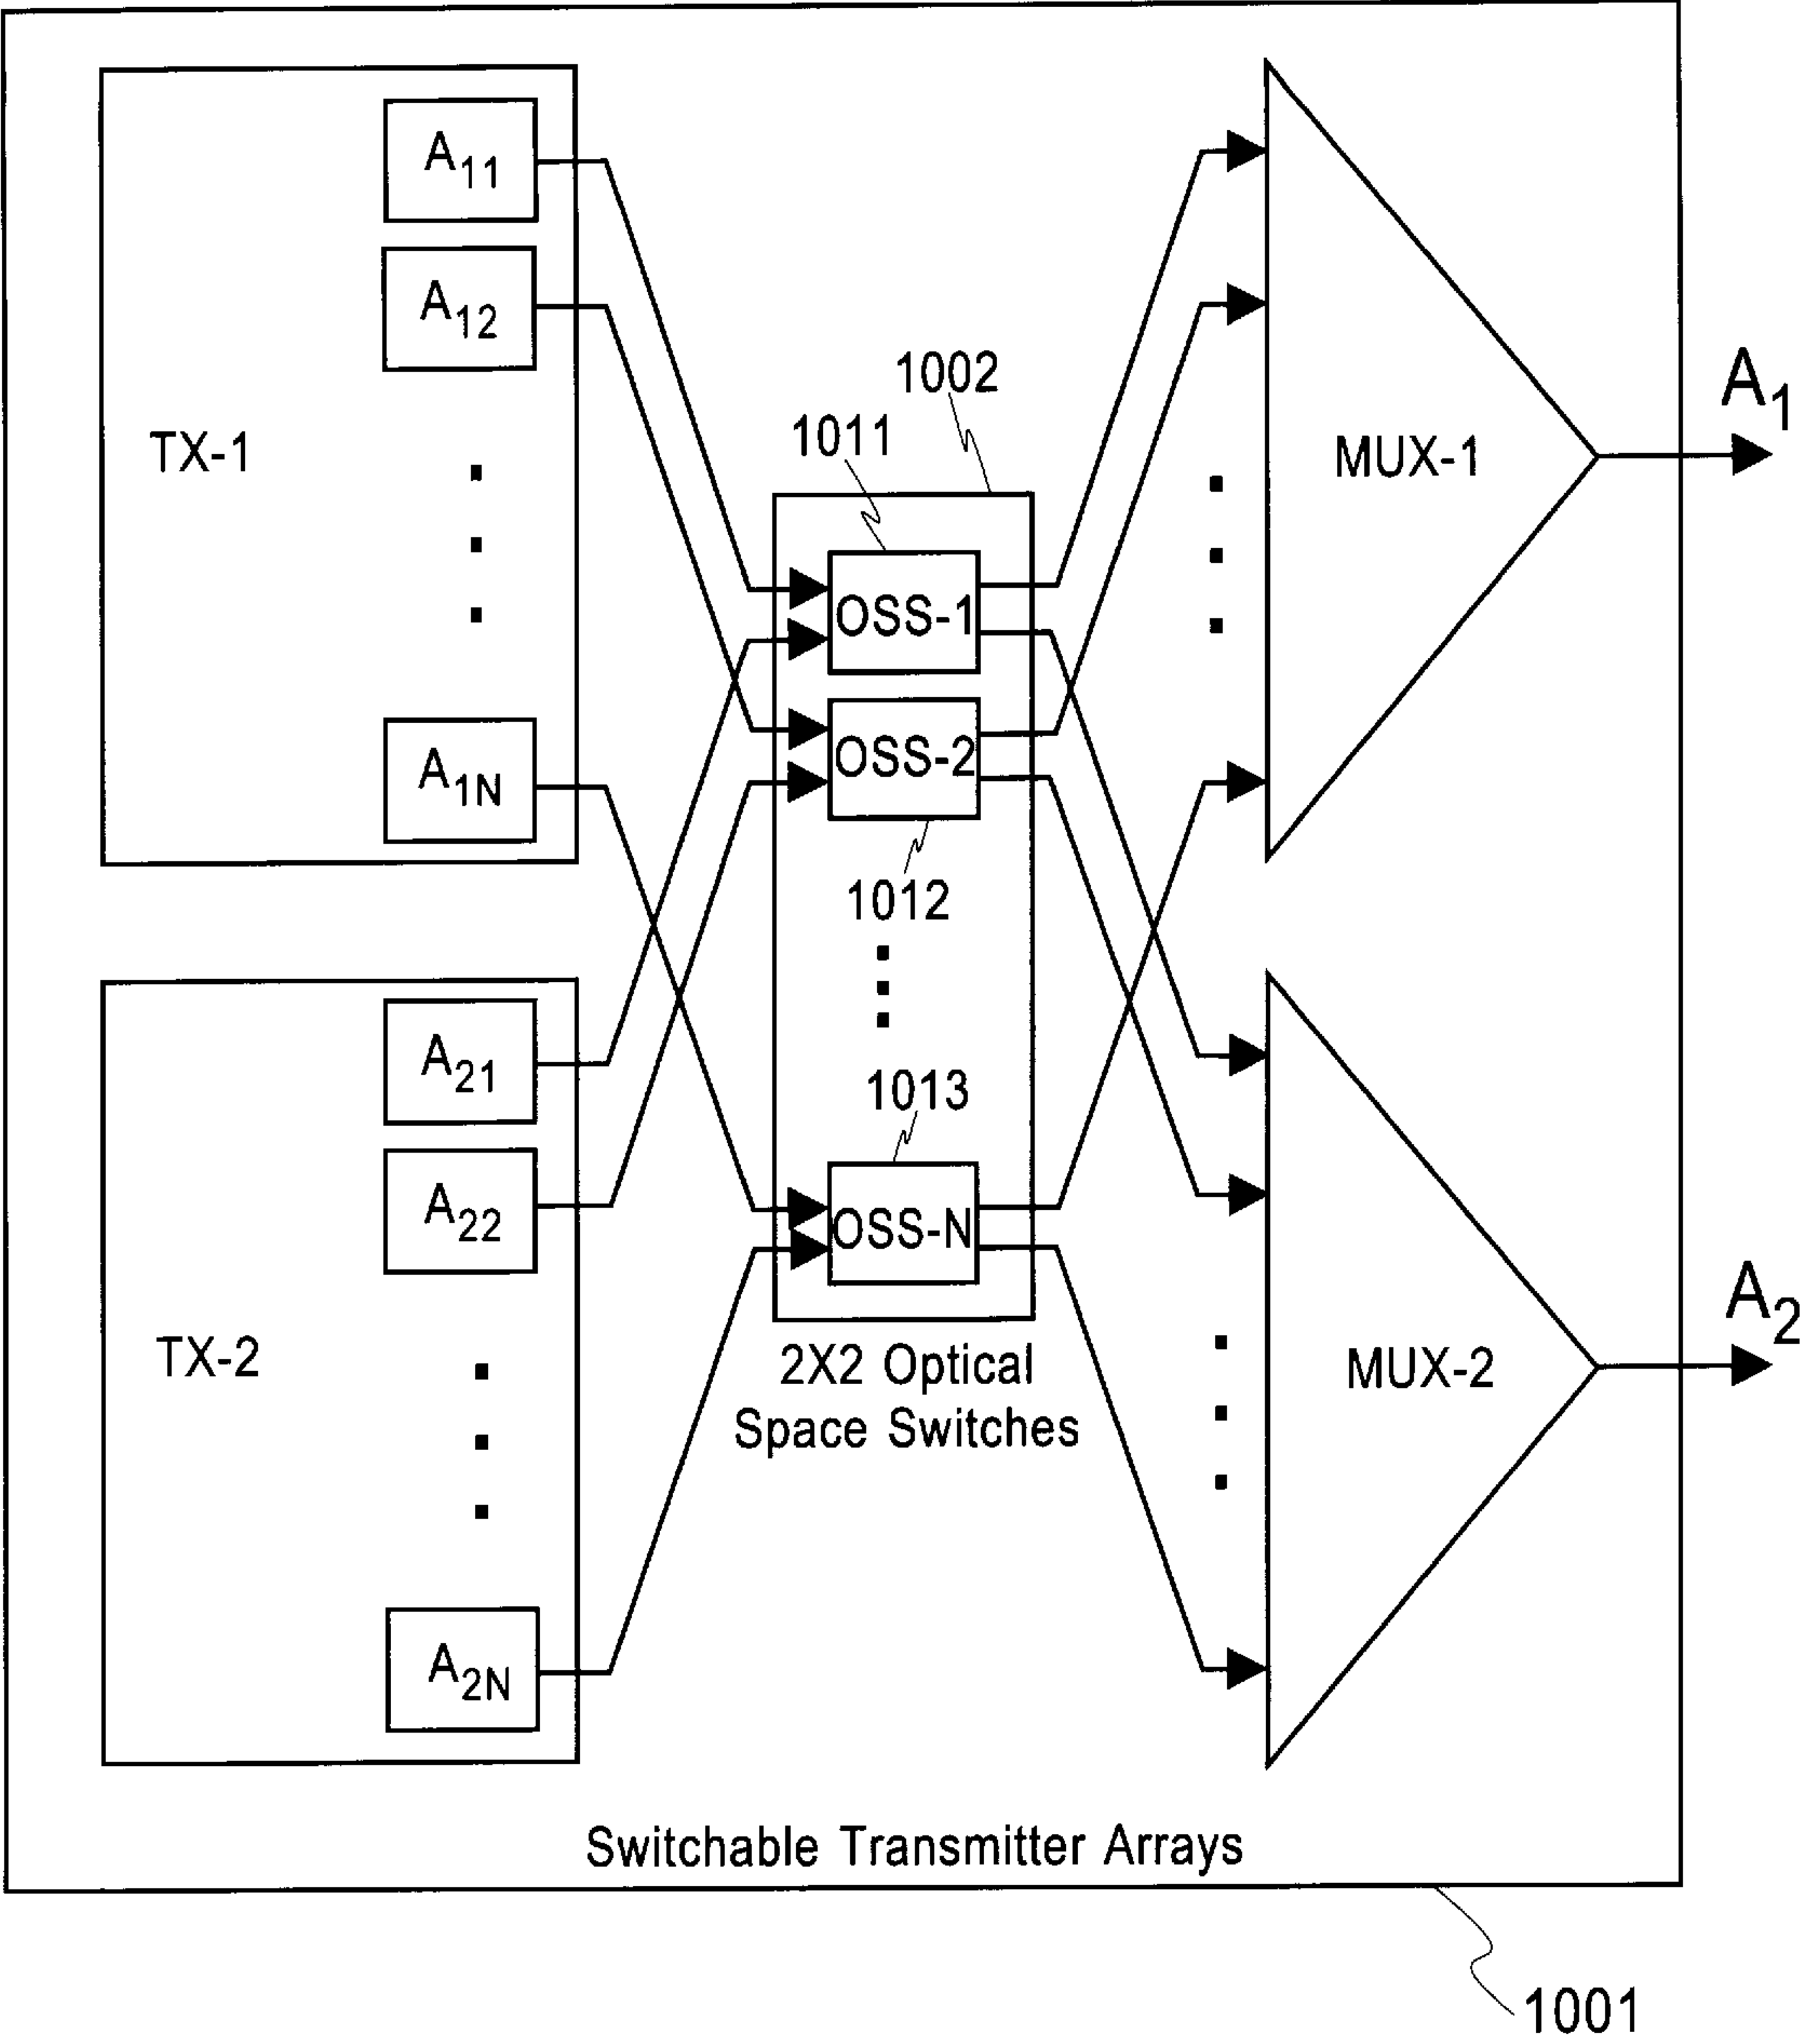 TX-1
A11
A12
A1N
TX-2
A21
A22
A2N
1002
1011
OSS-1
OSS-2
1012
1013
OSS-N
2X2 Optical
Space Switches
MUX-1
A1
MUX-2
A2
Switchable Transmitter Arrays
1001